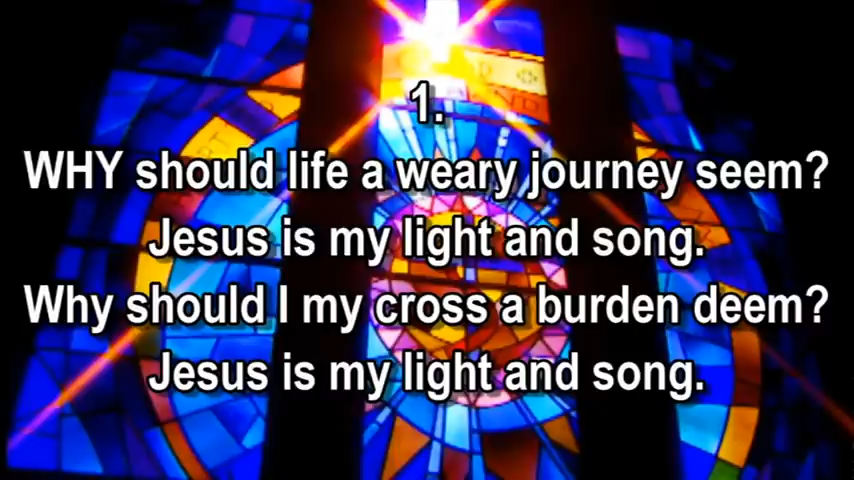 1.
WHY should life a weary journey seem?
Jesus is my light and song.
Why should I my cross a burden deem?
Jesus is my light and song.